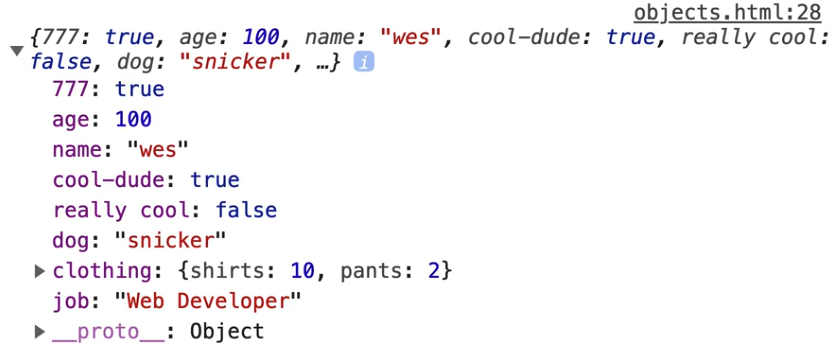 objects.html:28
{777: true, age: 100, name: "wes", cool-dude: true, really cool:
false, dog: "snicker", …} i
777: true
age: 100
name: "wes"
cool-dude: true
really cool: false
dog: "snicker"
clothing: {shirts: 10, pants: 2}
job: "Web Developer"
__proto__: Object